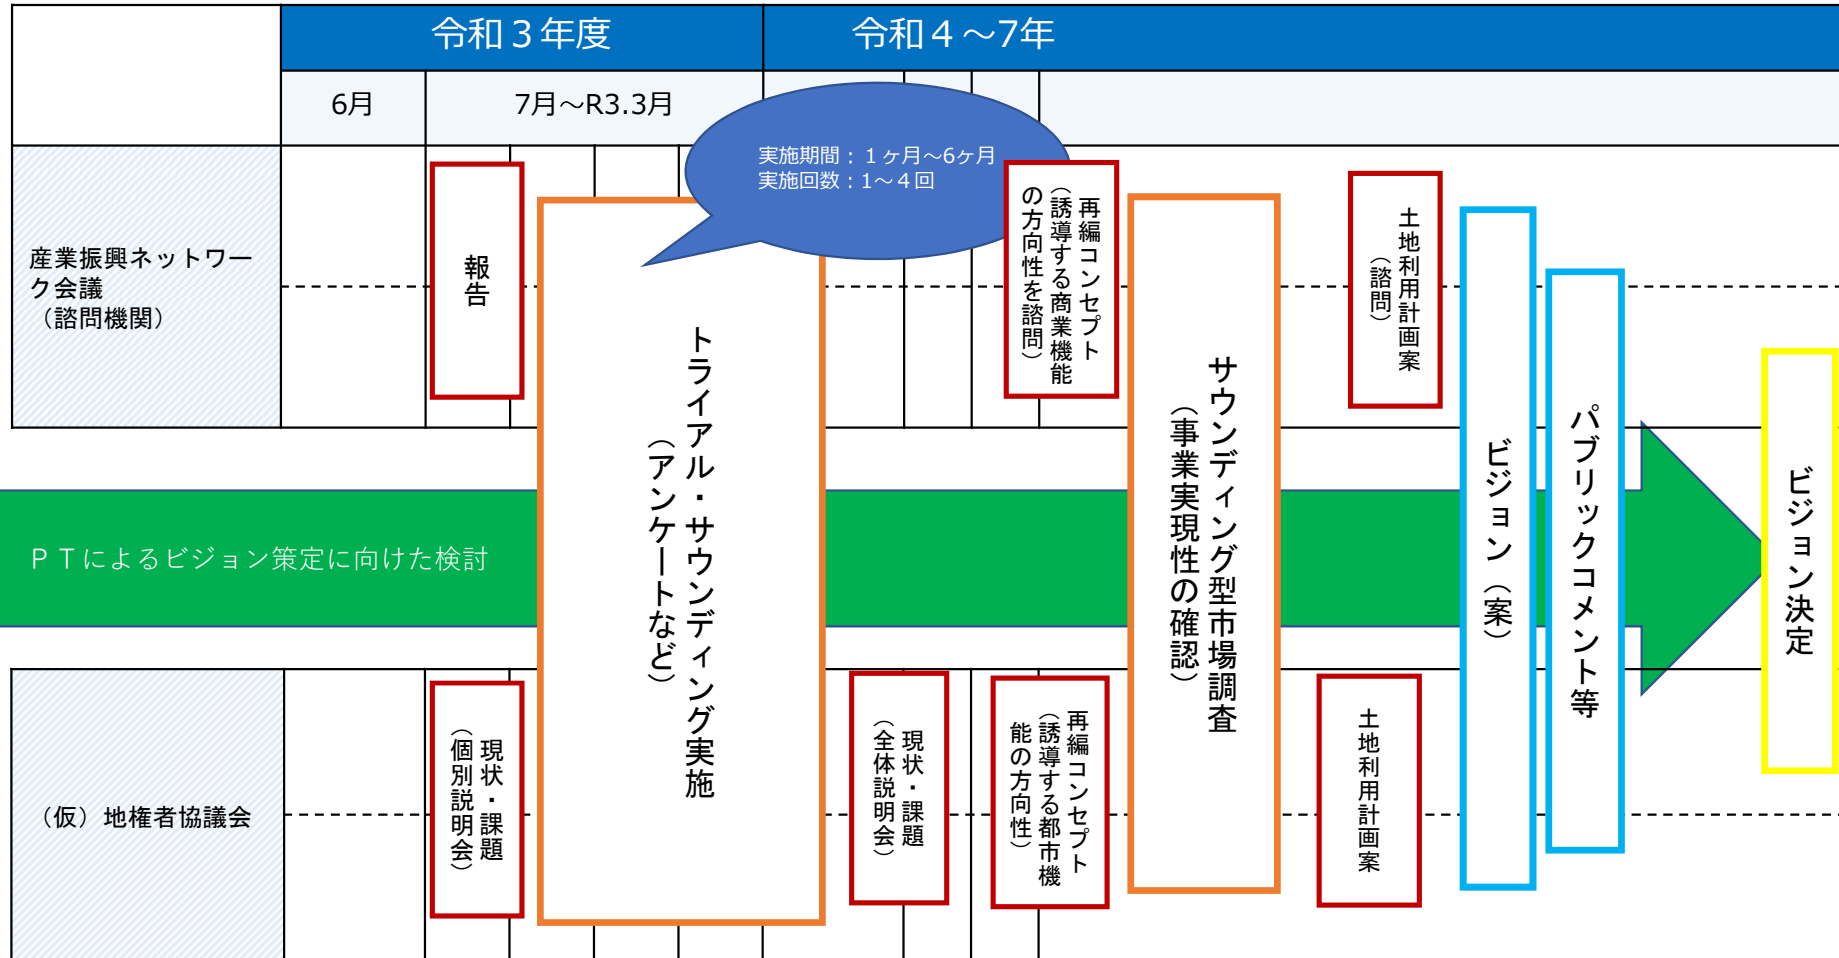 令和３年度
令和４～7年
6月
7月～R3.3月
実施期間：１ヶ月～6ヶ月
実施回数：1～４回
産業振興ネットワー
ク会議
（諮問機関）
報告
トライアル・サウンディング実施
（アンケートなど）
再編コンセプト
（誘導する商業機能
の方向性を諮問）
サウンディング型市場調査
（事業実現性の確認）
土地利用計画案
（諮問）
ビジョン（案）
パブリックコメント等
ビジョン決定
ＰＴによるビジョン策定に向けた検討
（仮）地権者協議会
現状・課題
（個別説明会）
現状・課題
（全体説明会）
再編コンセプト
（誘導する都市機
能の方向性）
土地利用計画案